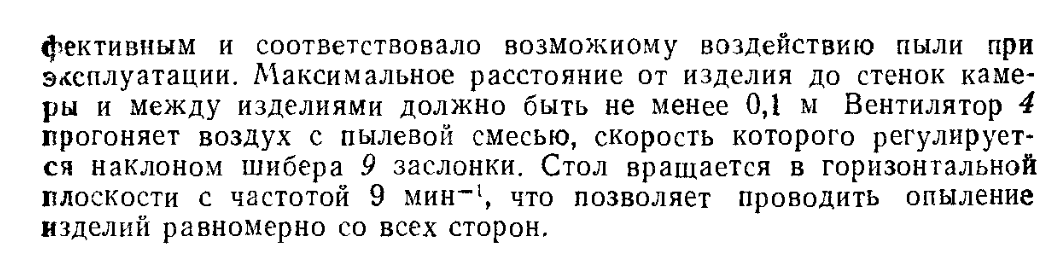 фективным и соответствовало возможному воздействию пыли при
эксплуатации. Максимальное расстояние от изделия до стенок каме-
ры и между изделиями должно быть не менее 0,1 м Вентилятор 4
прогоняет воздух с пылевой смесью, скорость которого регулирует-
ся наклоном шибера 9 заслонки. Стол вращается в горизонтальной
плоскости с частотой 9 мин⁻¹, что позволяет проводить опыление
изделий равномерно со всех сторон.